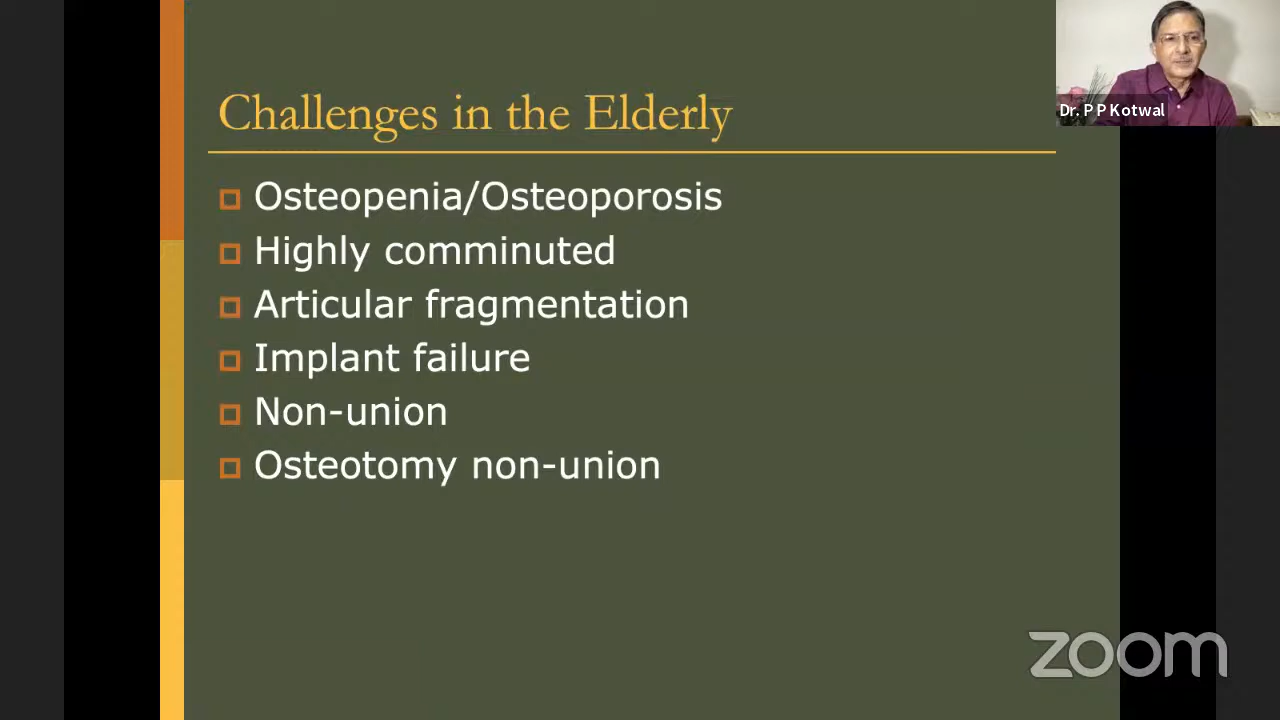 Challenges in the Elderly
Osteopenia/Osteoporosis
Highly comminuted
Articular fragmentation
Implant failure
Non-union
Osteotomy non-union
Dr. P P Kotwal
zoom